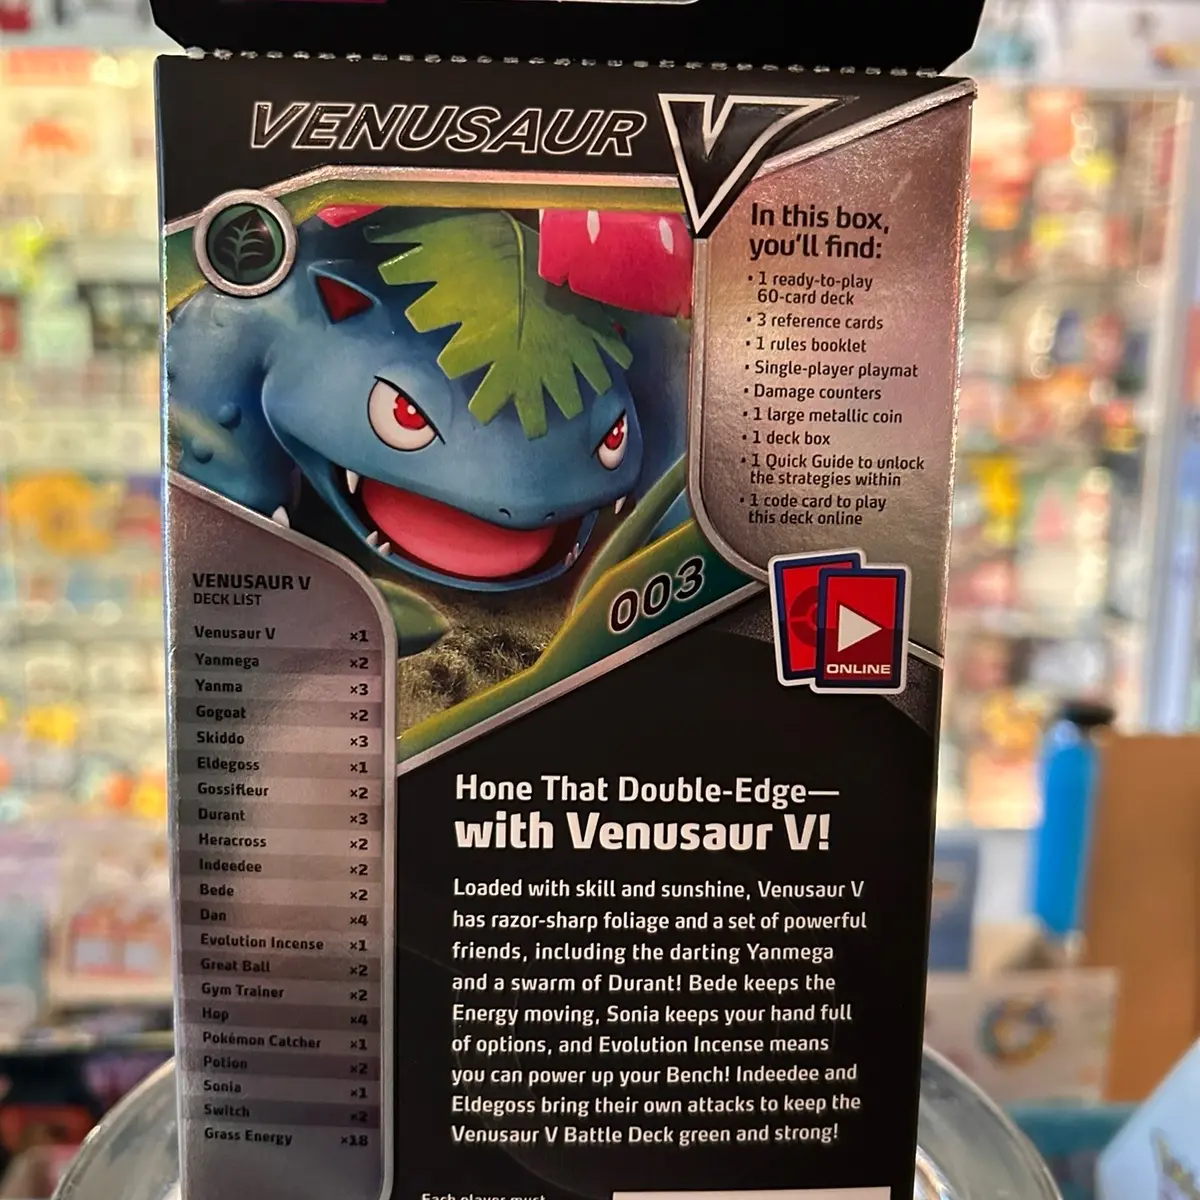 VENUSAUR V
In this box,
you'll find:
• 1 ready-to-play
60-card deck
• 3 reference cards
• 1 rules booklet
• Single-player playmat
• Damage counters
• 1 large metallic coin
• 1 deck box
• 1 Quick Guide to unlock
the strategies within
• 1 code card to play
this deck online
003
ONLINE
VENUSAUR V
DECK LIST
Venusaur V ×1
Yanmega ×2
Yanma ×3
Gogoat ×2
Skiddo ×3
Eldegoss ×1
Gossifleur ×2
Durant ×3
Heracross ×2
Indeedee ×2
Bede ×2
Dan ×4
Evolution Incense ×1
Great Ball ×2
Gym Trainer ×2
Hop ×4
Pokémon Catcher ×1
Potion ×2
Sonia ×1
Switch ×2
Grass Energy ×18
Hone That Double-Edge—
with Venusaur V!
Loaded with skill and sunshine, Venusaur V
has razor-sharp foliage and a set of powerful
friends, including the darting Yanmega
and a swarm of Durant! Bede keeps the
Energy moving, Sonia keeps your hand full
of options, and Evolution Incense means
you can power up your Bench! Indeedee and
Eldegoss bring their own attacks to keep the
Venusaur V Battle Deck green and strong!
Each player must